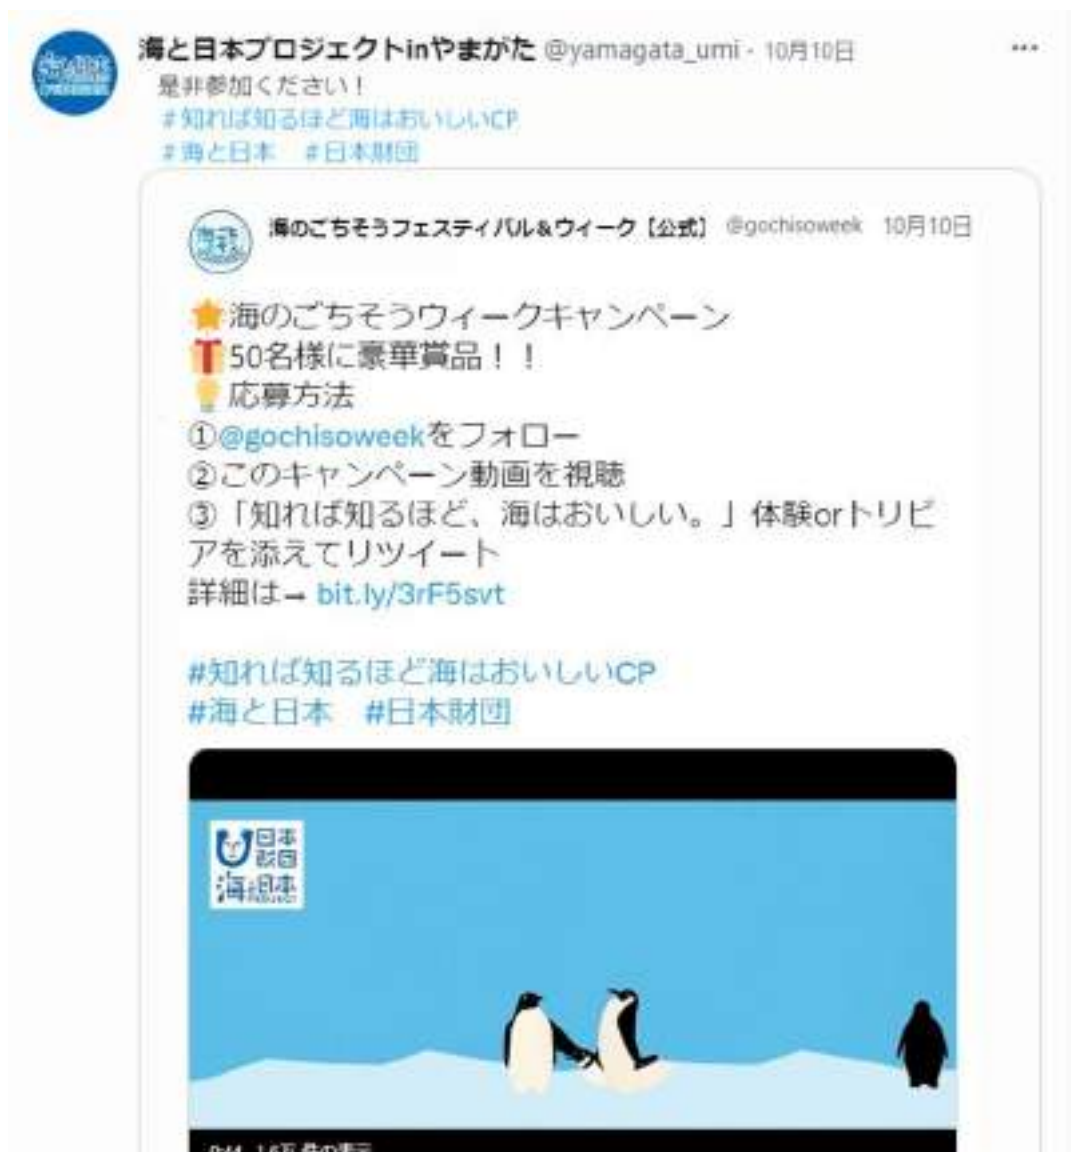 海と日本プロジェクトinやまがた @yamagata_umi · 10月10日
是非参加ください！
#知れば知るほど海はおいしいCP
#海と日本　#日本財団
海のごちそうフェスティバル＆ウィーク【公式】 @gochisoweek 10月10日
海のごちそうウィークキャンペーン
50名様に豪華賞品！！
応募方法
①@gochisoweekをフォロー
②このキャンペーン動画を視聴
③「知れば知るほど、海はおいしい。」体験orトリビ
アを添えてリツイート
詳細は→ bit.ly/3rF5svt
#知れば知るほど海はおいしいCP
#海と日本　#日本財団
日本
財団
海と日本